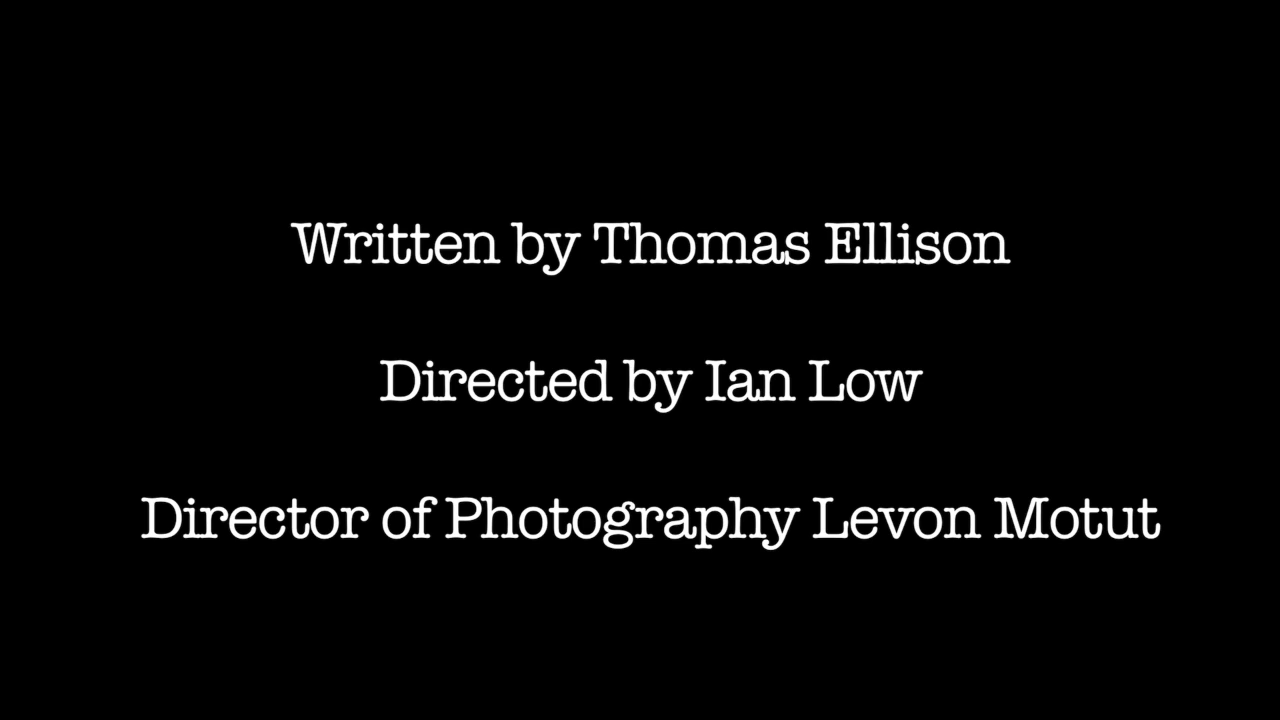 Written by Thomas Ellison
Directed by Ian Low
Director of Photography Levon Motut